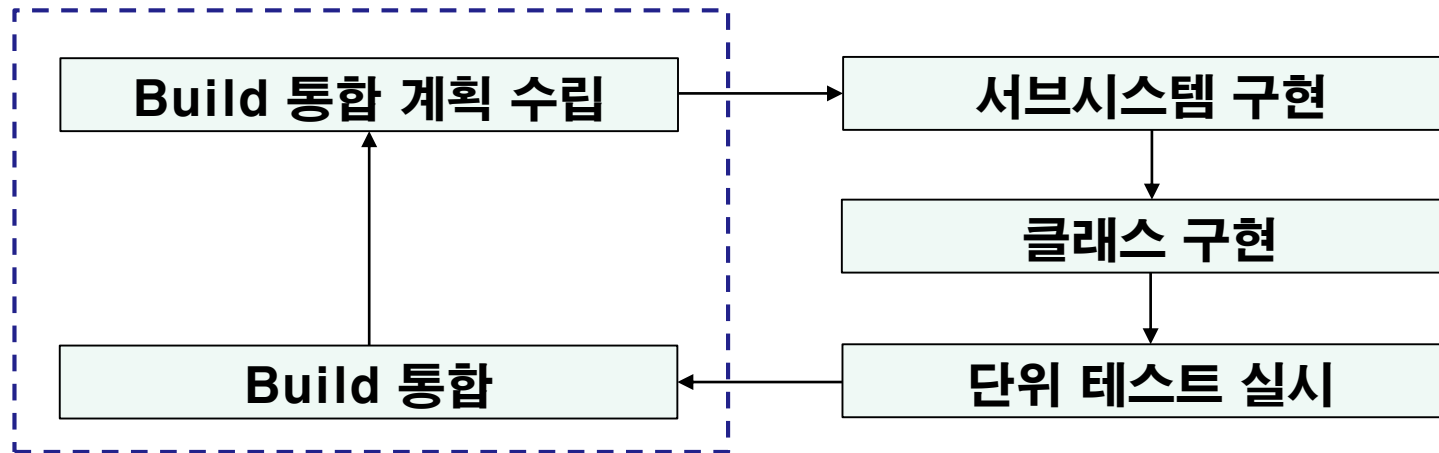 Build 통합 계획 수립
서브시스템 구현
클래스 구현
Build 통합
단위 테스트 실시